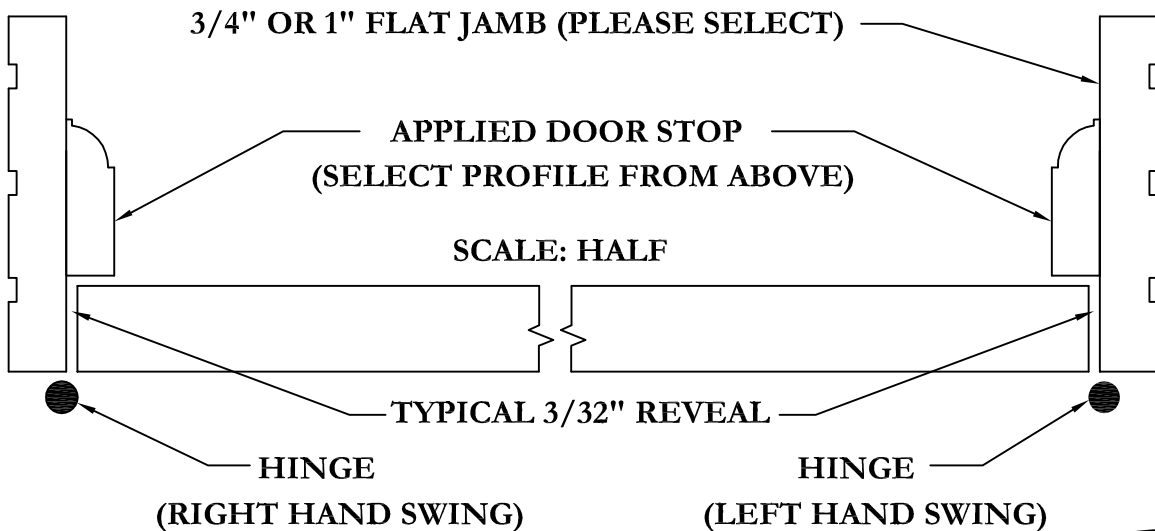 3/4" OR 1" FLAT JAMB (PLEASE SELECT)
APPLIED DOOR STOP
(SELECT PROFILE FROM ABOVE)
SCALE: HALF
TYPICAL 3/32" REVEAL
HINGE
(RIGHT HAND SWING)
HINGE
(LEFT HAND SWING)